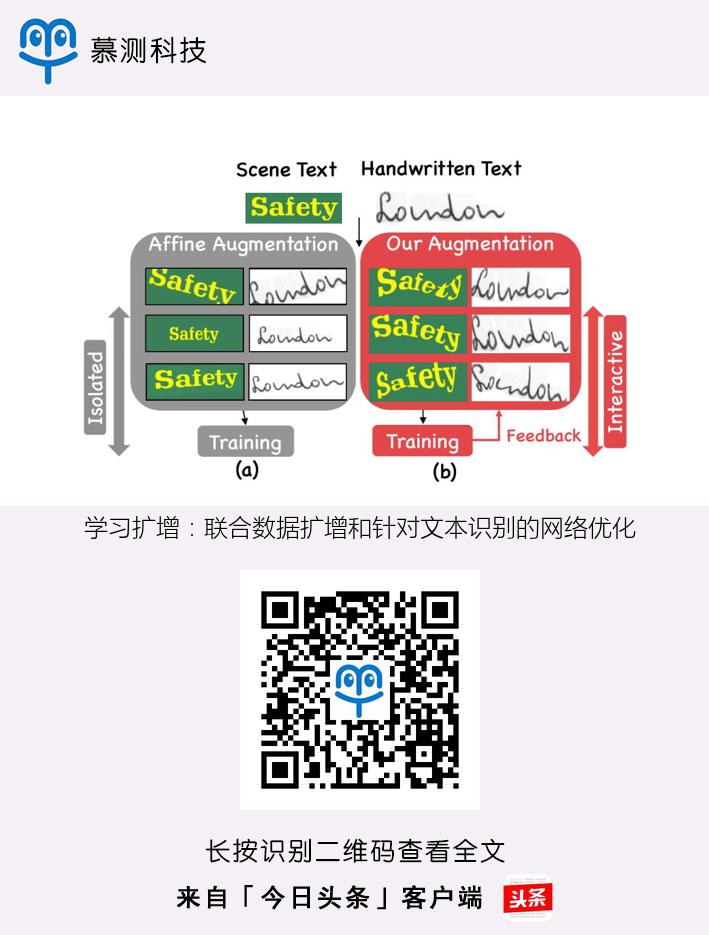 慕测科技
Scene Text
Handwritten Text
Safety
London
Affine Augmentation
Our Augmentation
Safety
London
Safety
London
Safety
London
Safety
London
Safety
London
Safety
London
Isolated
Interactive
Training
Training
Feedback
(a)
(b)
学习扩增：联合数据扩增和针对文本识别的网络优化
长按识别二维码查看全文
来自「今日头条」客户端
头条